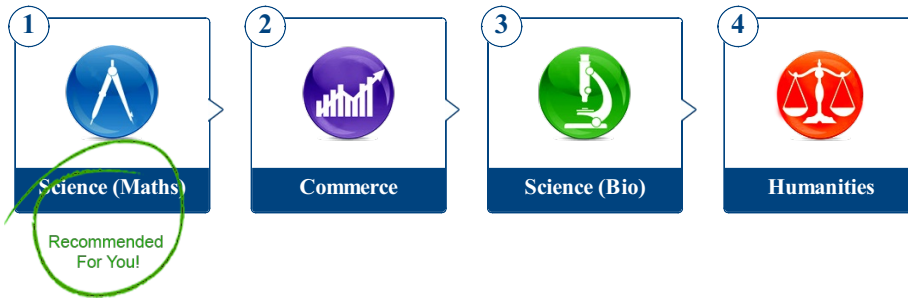 1 2 3 4
Science (Maths) Commerce Science (Bio) Humanities
Recommended
For You!